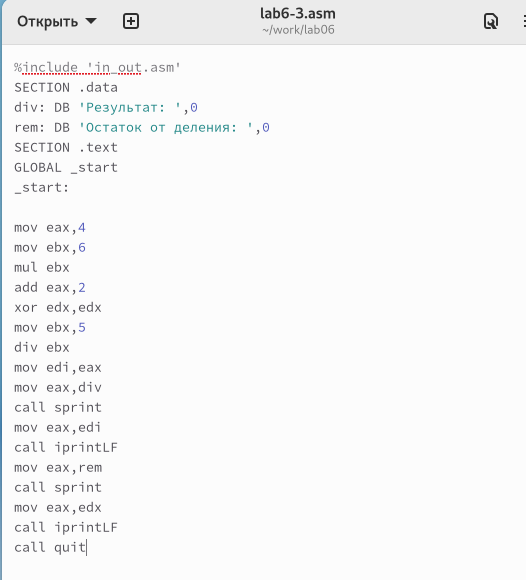 Открыть
lab6-3.asm
~/work/lab06
%include 'in_out.asm'
SECTION .data
div: DB 'Результат: ',0
rem: DB 'Остаток от деления: ',0
SECTION .text
GLOBAL _start
_start:
mov eax,4
mov ebx,6
mul ebx
add eax,2
xor edx,edx
mov ebx,5
div ebx
mov edi,eax
mov eax,div
call sprint
mov eax,edi
call iprintLF
mov eax,rem
call sprint
mov eax,edx
call iprintLF
call quit